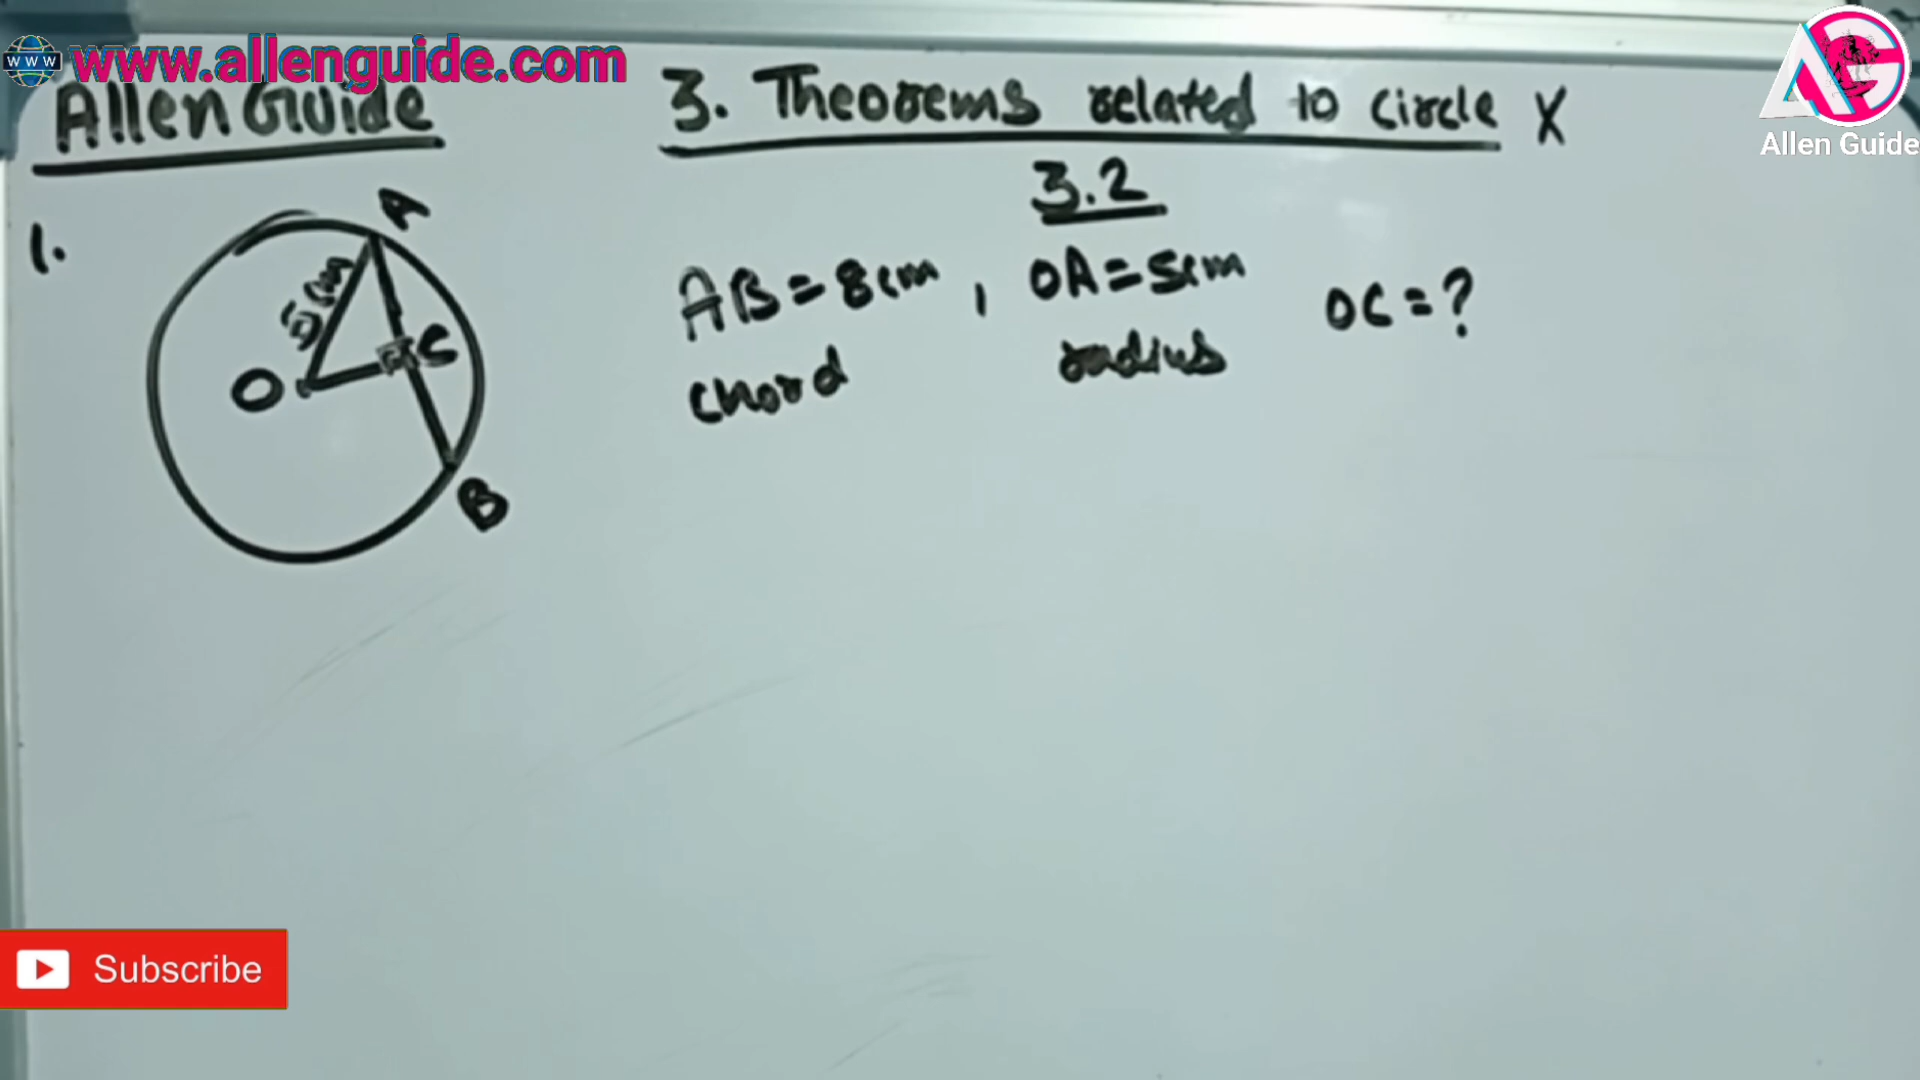 www.allenguide.com
www
Allen Guide
3. Theorems related to circle X
Allen Guide
3.2
1.
A
5cm
O
C
B
AB = 8cm, OA = 5cm OC = ?
chord radius
Subscribe